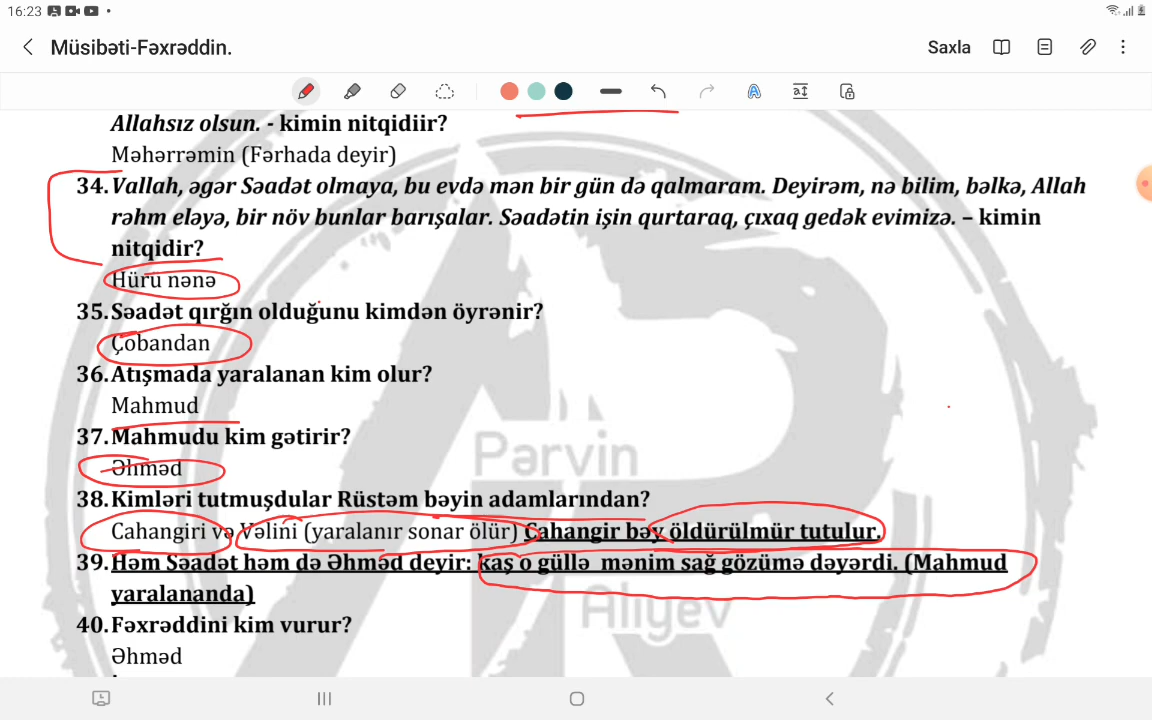 16:23
Müsibəti-Fəxrəddin.
Saxla
Allahsız olsun. - kimin nitqidiir?
Məhərrəmin (Fərhada deyir)
34. Vallah, əgər Səadət olmaya, bu evdə mən bir gün də qalmaram. Deyirəm, nə bilim, bəlkə, Allah
rəhm eləyə, bir növ bunlar barışalar. Səadətin işin qurtaraq, çıxaq gedək evimizə. – kimin
nitqidir?
Hürü nənə
35. Səadət qırğın olduğunu kimdən öyrənir?
Çobandan
36. Atışmada yaralanan kim olur?
Mahmud
37. Mahmudu kim gətirir?
Əhməd
38. Kimləri tutmuşdular Rüstəm bəyin adamlarından?
Cahangiri və Vəlini (yaralanır sonar ölür) Cahangir bəy öldürülmür tutulur.
39. Həm Səadət həm də Əhməd deyir: kaş o güllə mənim sağ gözümə dəyərdi. (Mahmud
yaralananda)
40. Fəxrəddini kim vurur?
Əhməd
Pərvin
Aliyev